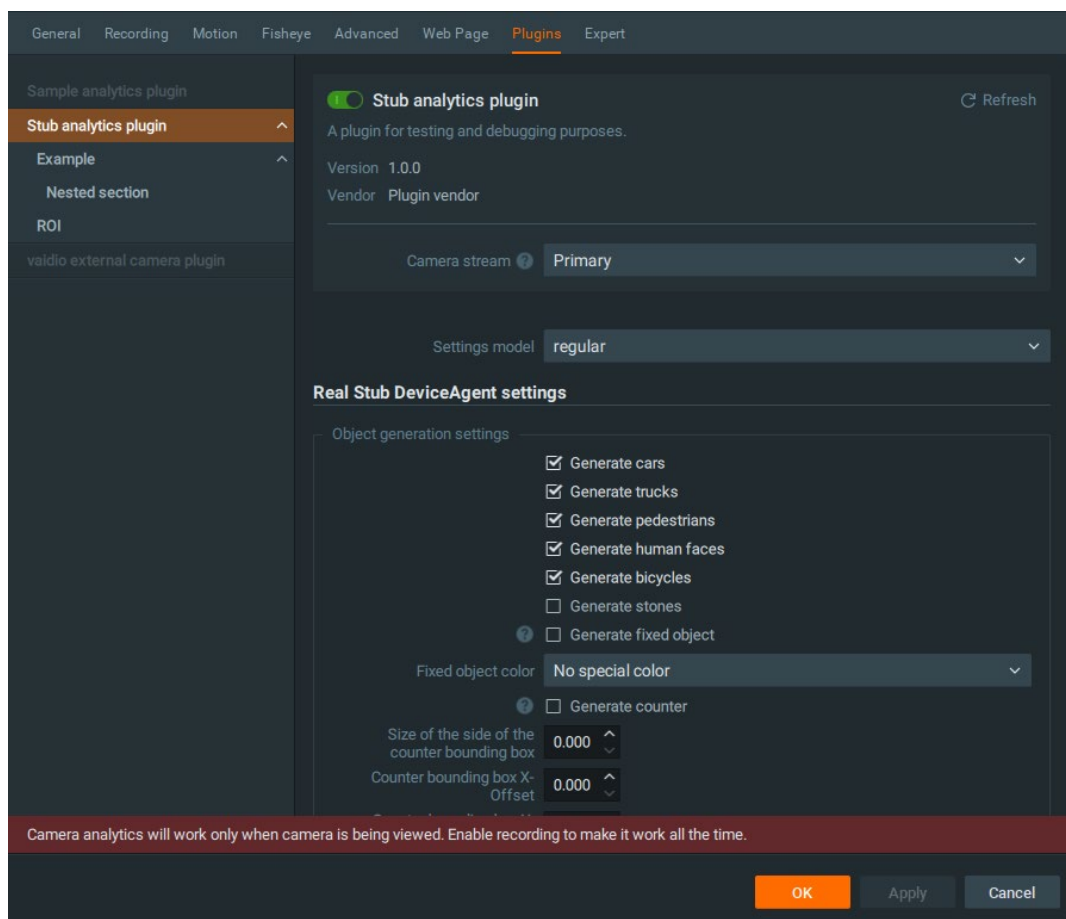 General Recording Motion Fisheye Advanced Web Page Plugins Expert
Sample analytics plugin
Stub analytics plugin
Example
Nested section
ROI
vaidio external camera plugin
Stub analytics plugin
Refresh
A plugin for testing and debugging purposes.
Version 1.0.0
Vendor Plugin vendor
Camera stream ? Primary
Settings model regular
Real Stub DeviceAgent settings
Object generation settings
Generate cars
Generate trucks
Generate pedestrians
Generate human faces
Generate bicycles
Generate stones
? Generate fixed object
Fixed object color No special color
? Generate counter
Size of the side of the
counter bounding box 0.000
Counter bounding box X-
Offset 0.000
Camera analytics will work only when camera is being viewed. Enable recording to make it work all the time.
OK Apply Cancel